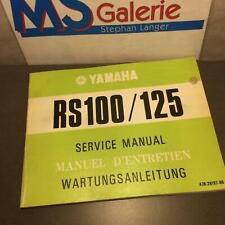 MS
Galerie
Stephan Langer
YAMAHA
RS100/125
SERVICE MANUAL
MANUEL D'ENTRETIEN
WARTUNGSANLEITUNG